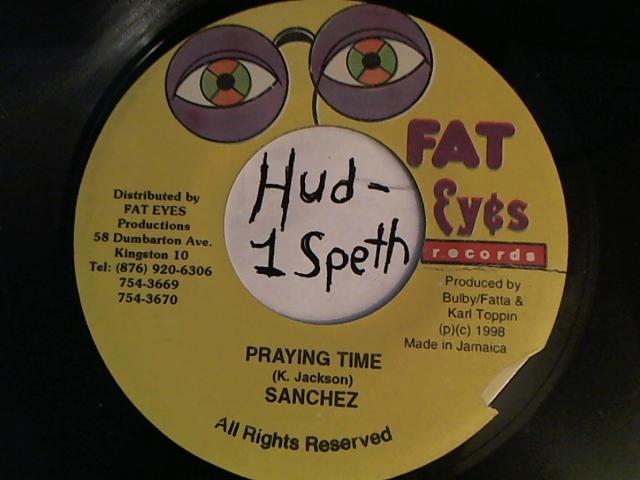 FAT
Eyes
records
Hud-
1 Speth
Distributed by
FAT EYES
Productions
58 Dumbarton Ave.
Kingston 10
Tel: (876) 920-6306
754-3669
754-3670
Produced by
Bulby/Fatta &
Karl Toppin
(p)(c) 1998
Made in Jamaica
PRAYING TIME
(K. Jackson)
SANCHEZ
All Rights Reserved